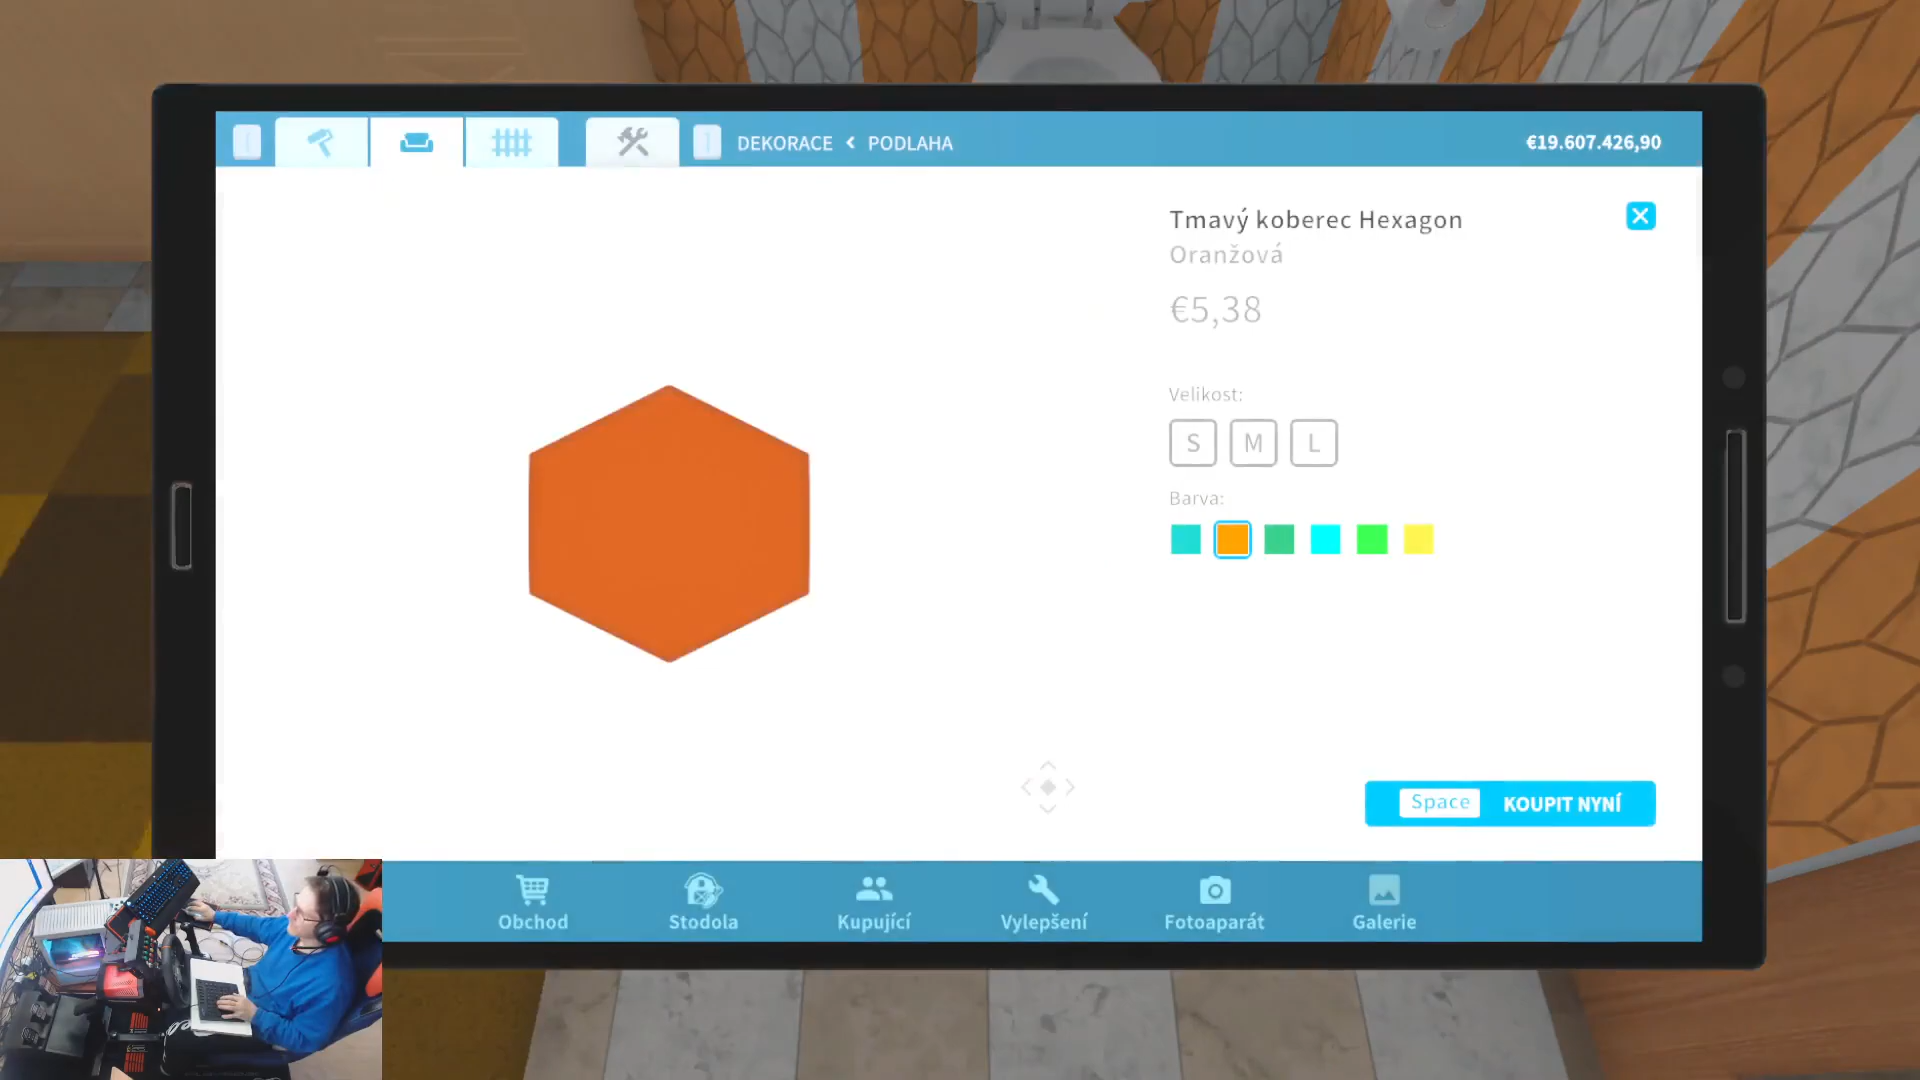 DEKORACE < PODLAHA
€19.607.426,90
Tmavý koberec Hexagon
Oranžová
€5,38
Velikost:
S M L
Barva:
Space KOUPIT NYNÍ
Obchod Stodola Kupující Vylepšení Fotoaparát Galerie